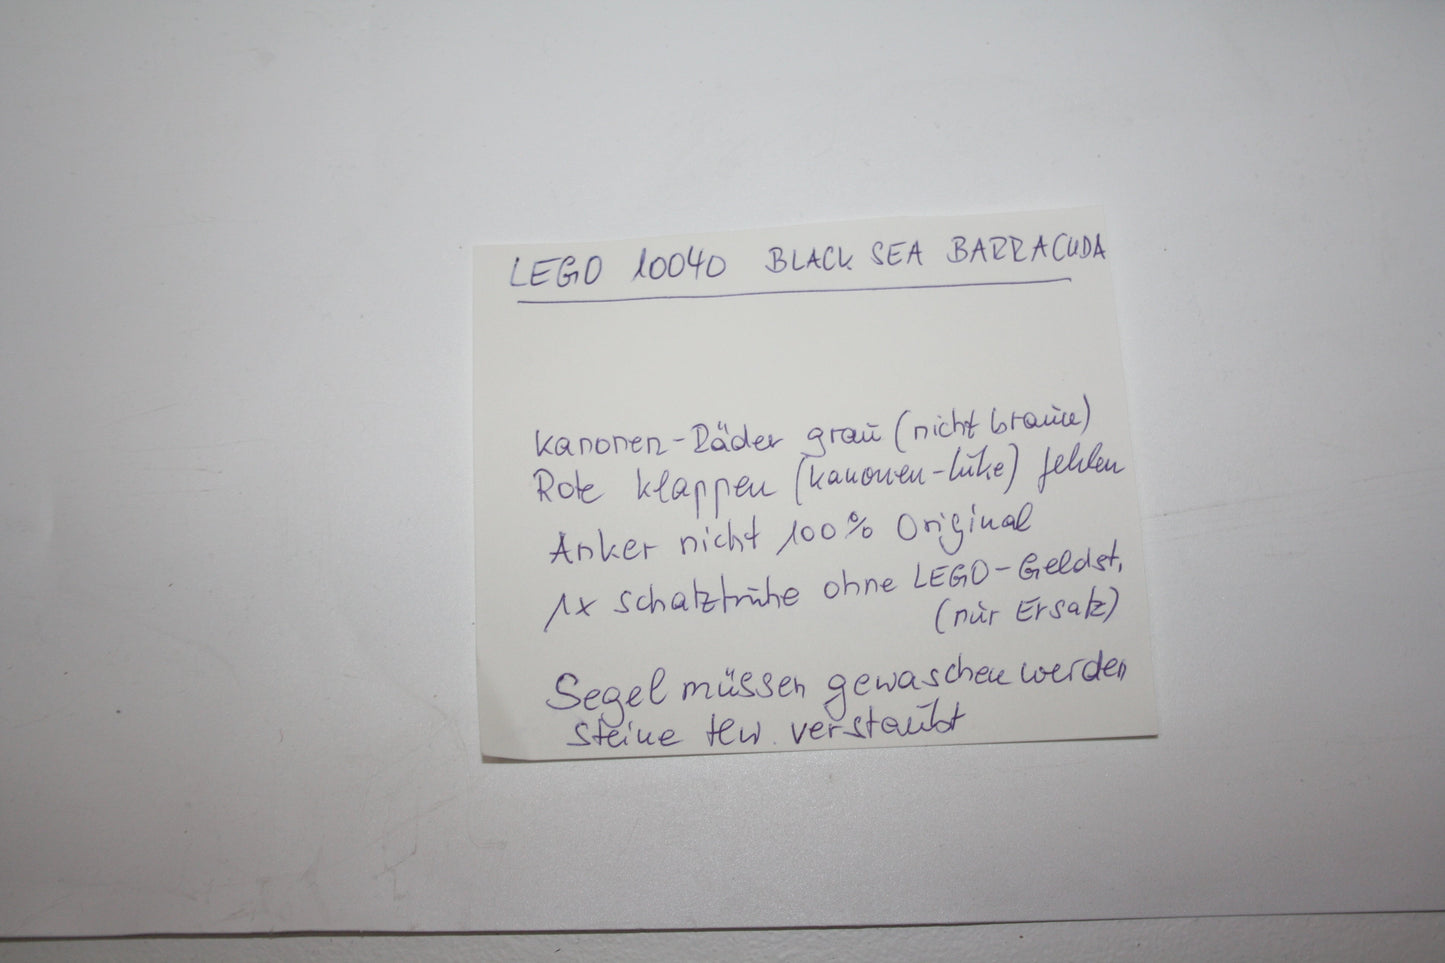 LEGO 10040 BLACK SEA BARRACUDA
Kanonen-Räder grau (nicht braun)
Rote Klappen (Kanonen-Luke) fehlen
Anker nicht 100% Original
1x Schatztruhe ohne LEGO-Geldst.
(nur Ersatz)
Segel müssen gewaschen werden
Steine tlw. verstaubt